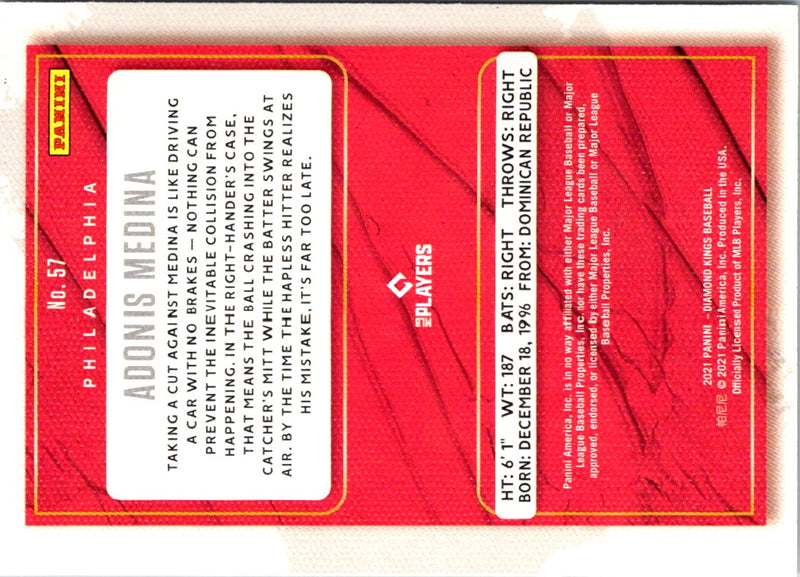 No. 57
PANINI
PHILADELPHIA
ADONIS MEDINA
TAKING A CUT AGAINST MEDINA IS LIKE DRIVING
A CAR WITH NO BRAKES — NOTHING CAN
PREVENT THE INEVITABLE COLLISION FROM
HAPPENING. IN THE RIGHT-HANDER'S CASE,
THAT MEANS THE BALL CRASHING INTO THE
CATCHER'S MITT WHILE THE BATTER SWINGS AT
AIR. BY THE TIME THE HAPLESS HITTER REALIZES
HIS MISTAKE, IT'S FAR TOO LATE.
MLB PLAYERS
HT: 6' 1" WT: 187 BATS: RIGHT THROWS: RIGHT
BORN: DECEMBER 18, 1996 FROM: DOMINICAN REPUBLIC
Panini America, Inc. is in no way affiliated with either Major League Baseball or Major
League Baseball Properties, Inc. nor have these trading cards been prepared,
approved, endorsed, or licensed by either Major League Baseball or Major League
Baseball Properties, Inc.
2021 PANINI – DIAMOND KINGS BASEBALL
帕尼尼 © 2021 Panini America, Inc. Produced in the USA.
Officially Licensed Product of MLB Players, Inc.